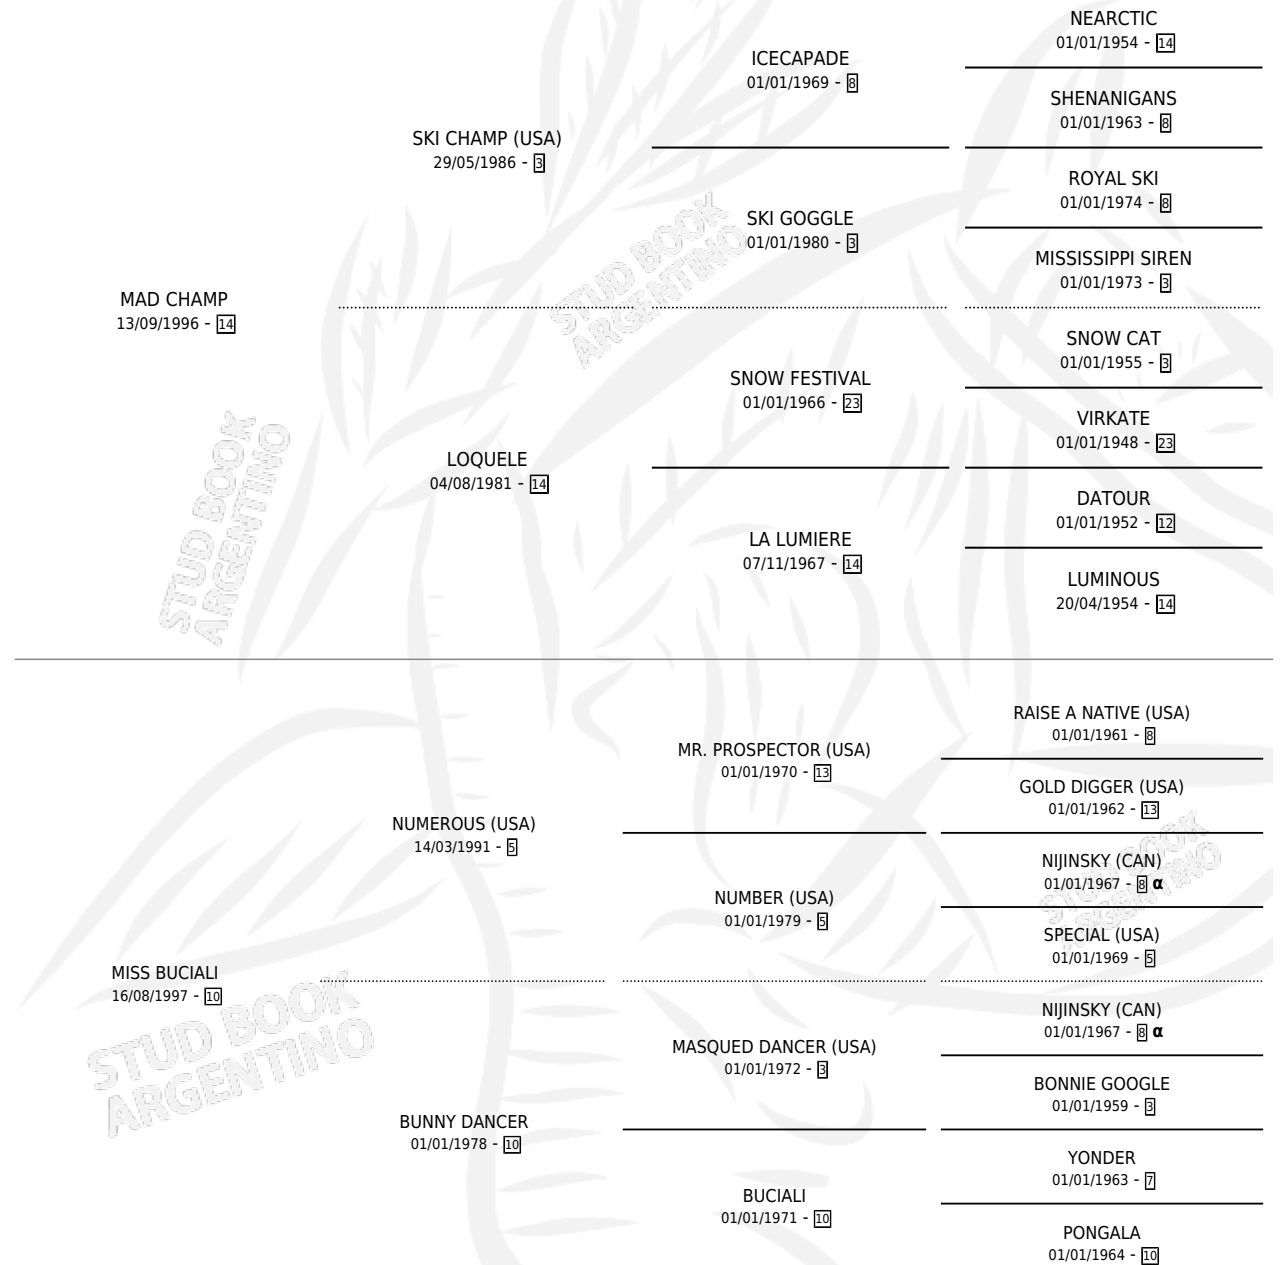 NEARCTIC
01/01/1954 - 14
ICECAPADE
01/01/1969 - 8
SHENANIGANS
01/01/1963 - 8
SKI CHAMP (USA)
29/05/1986 - 3
ROYAL SKI
01/01/1974 - 8
SKI GOGGLE
01/01/1980 - 3
MISSISSIPPI SIREN
01/01/1973 - 3
MAD CHAMP
13/09/1996 - 14
SNOW CAT
01/01/1955 - 3
SNOW FESTIVAL
01/01/1966 - 23
VIRKATE
01/01/1948 - 23
LOQUELE
04/08/1981 - 14
DATOUR
01/01/1952 - 12
LA LUMIERE
07/11/1967 - 14
LUMINOUS
20/04/1954 - 14
STUD BOOK
ARGENTINO
STUD BOOK
ARGENTINO
RAISE A NATIVE (USA)
01/01/1961 - 8
MR. PROSPECTOR (USA)
01/01/1970 - 13
GOLD DIGGER (USA)
01/01/1962 - 13
NUMEROUS (USA)
14/03/1991 - 5
NIJINSKY (CAN)
01/01/1967 - 8 α
NUMBER (USA)
01/01/1979 - 5
SPECIAL (USA)
01/01/1969 - 5
MISS BUCIALI
16/08/1997 - 10
NIJINSKY (CAN)
01/01/1967 - 8 α
MASQUED DANCER (USA)
01/01/1972 - 3
BONNIE GOOGLE
01/01/1959 - 3
BUNNY DANCER
01/01/1978 - 10
YONDER
01/01/1963 - 7
BUCIALI
01/01/1971 - 10
PONGALA
01/01/1964 - 10
STUD BOOK
ARGENTINO
STUD BOOK
ARGENTINO